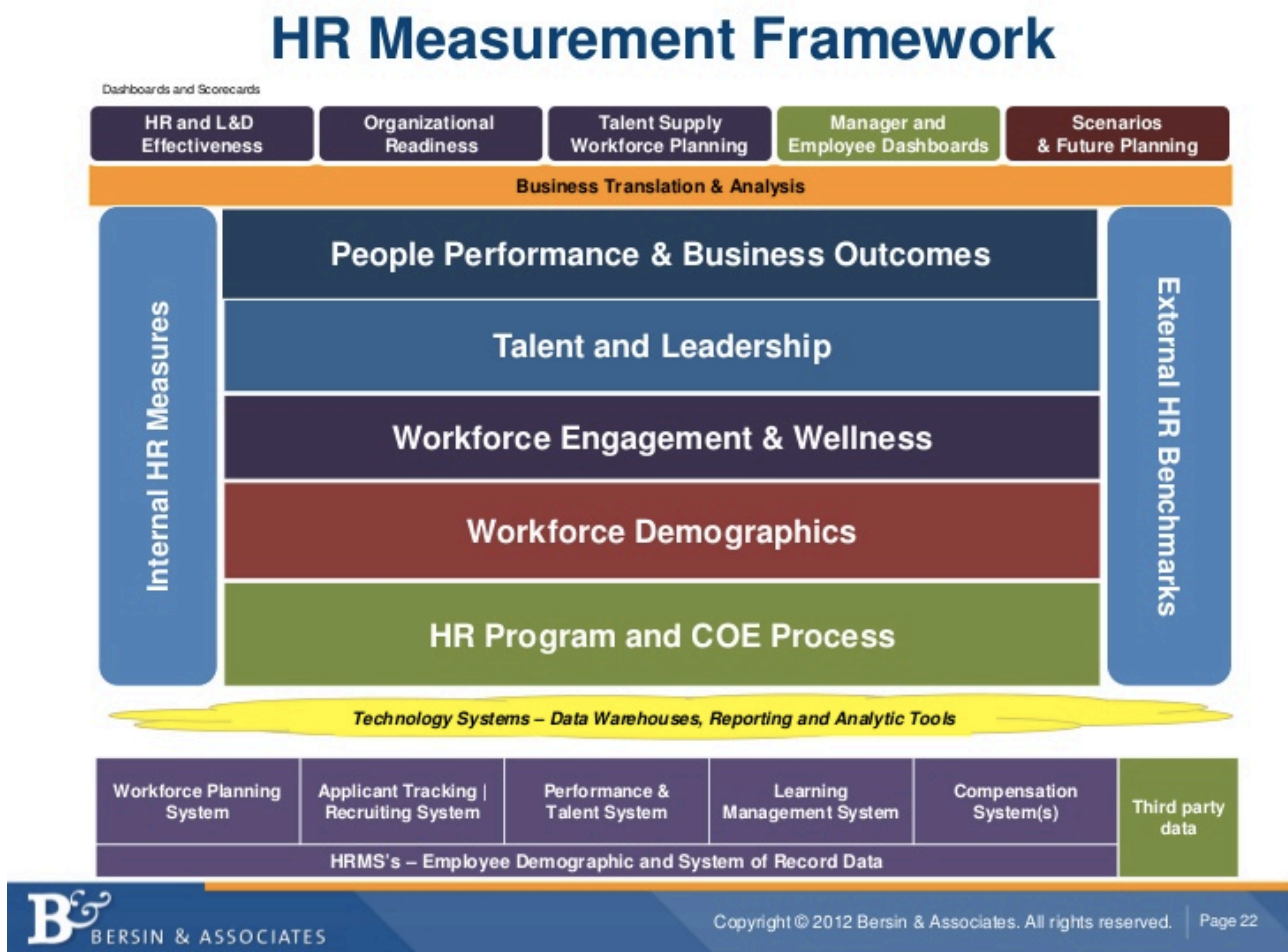 HR Measurement Framework
Dashboards and Scorecards
HR and L&D
Effectiveness
Organizational
Readiness
Talent Supply
Workforce Planning
Manager and
Employee Dashboards
Scenarios
& Future Planning
Business Translation & Analysis
Internal HR Measures
People Performance & Business Outcomes
Talent and Leadership
Workforce Engagement & Wellness
Workforce Demographics
HR Program and COE Process
External HR Benchmarks
Technology Systems – Data Warehouses, Reporting and Analytic Tools
Workforce Planning
System
Applicant Tracking |
Recruiting System
Performance &
Talent System
Learning
Management System
Compensation
System(s)
Third party
data
HRMS's – Employee Demographic and System of Record Data
B&
BERSIN & ASSOCIATES
Copyright © 2012 Bersin & Associates. All rights reserved.
Page 22